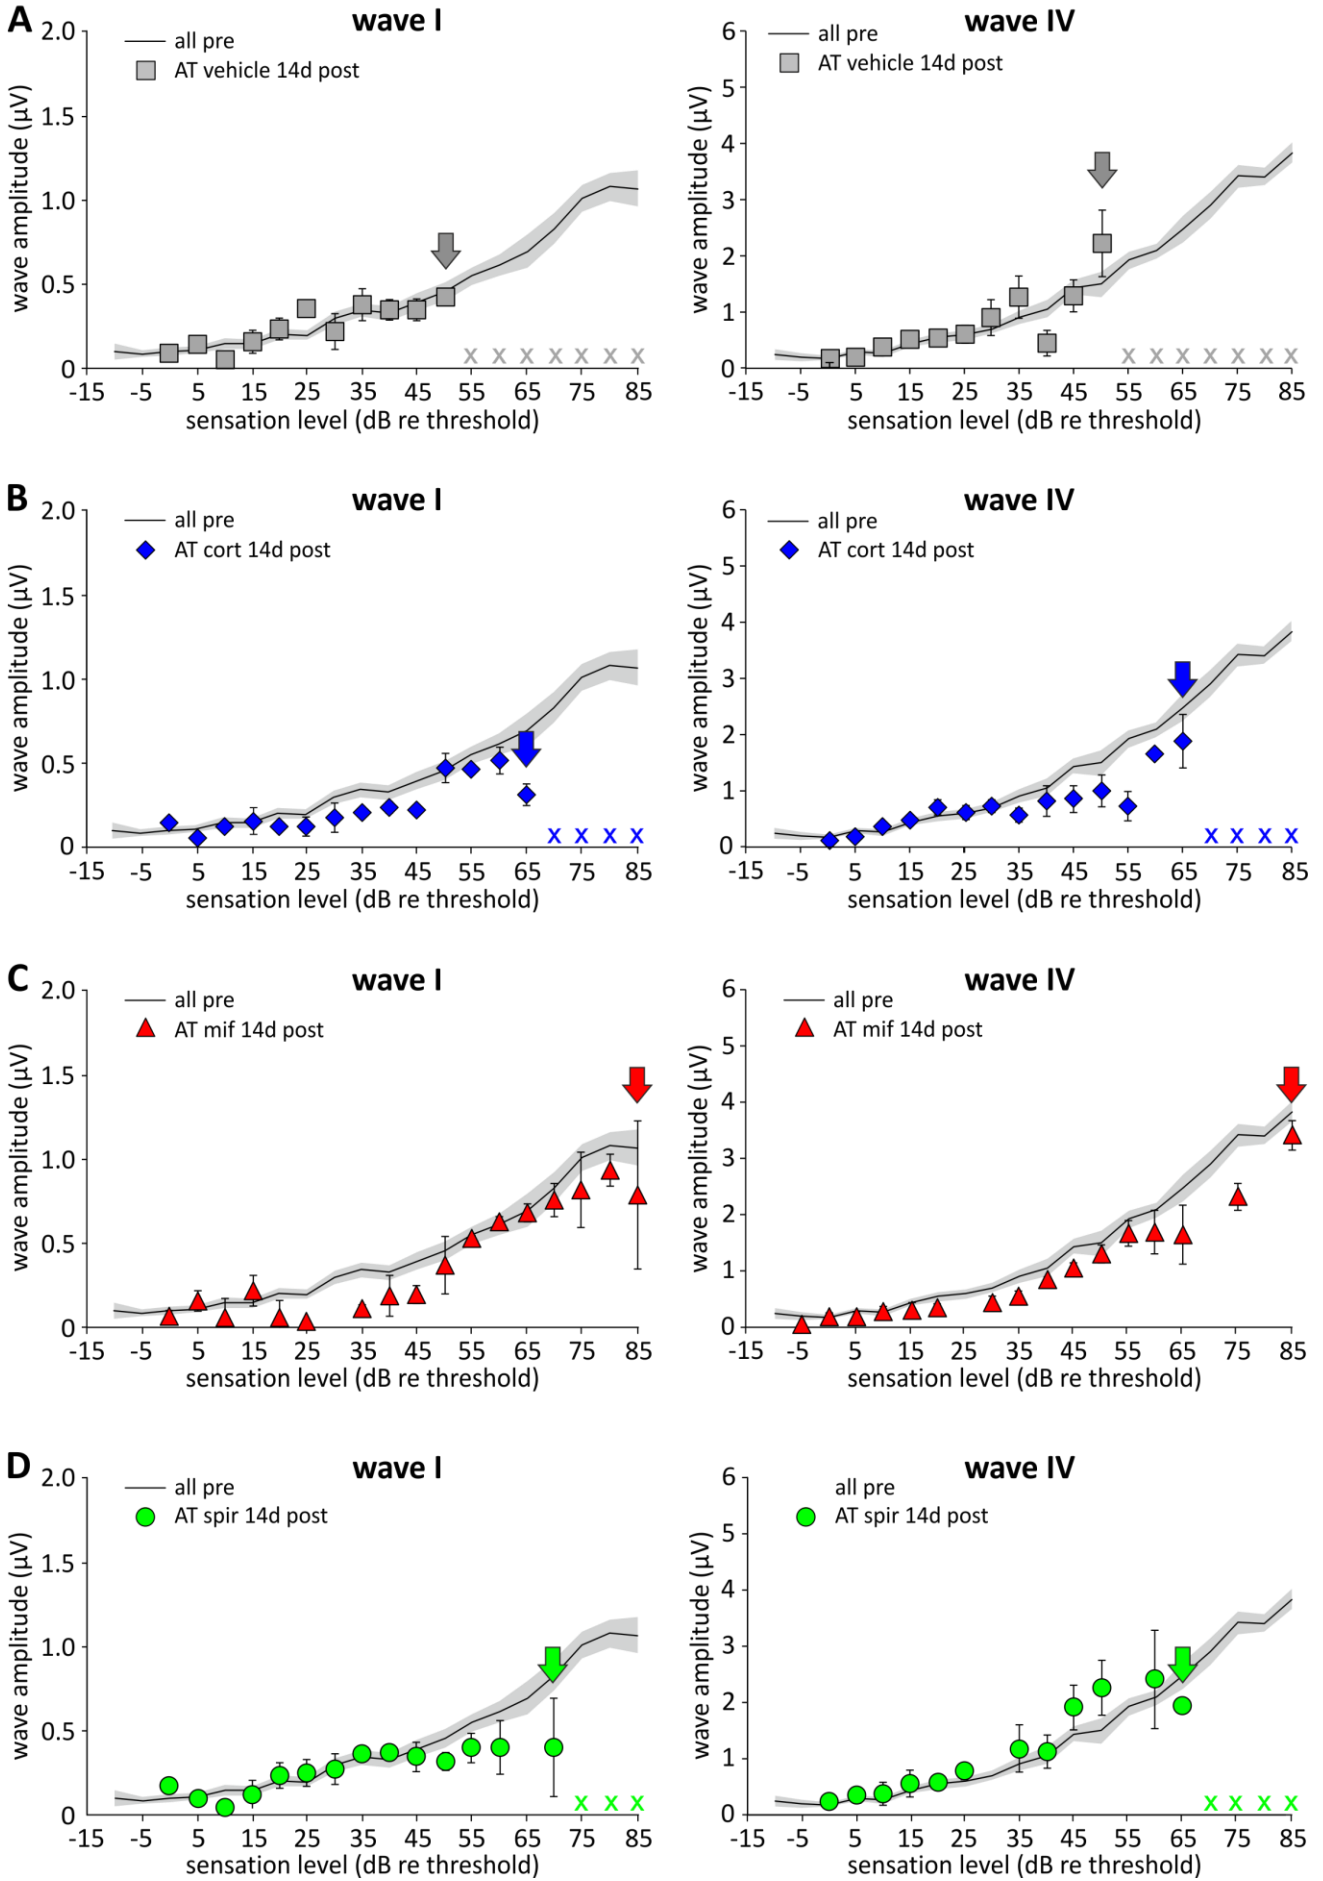 A
wave I
all pre
AT vehicle 14d post
wave amplitude (µV)
2.0
1.5
1.0
0.5
0
X X X X X X X
-15 -5 5 15 25 35 45 55 65 75 85
sensation level (dB re threshold)
wave IV
all pre
AT vehicle 14d post
wave amplitude (µV)
6
5
4
3
2
1
0
X X X X X X X
-15 -5 5 15 25 35 45 55 65 75 85
sensation level (dB re threshold)
B
wave I
all pre
AT cort 14d post
wave amplitude (µV)
2.0
1.5
1.0
0.5
0
X X X X
-15 -5 5 15 25 35 45 55 65 75 85
sensation level (dB re threshold)
wave IV
all pre
AT cort 14d post
wave amplitude (µV)
6
5
4
3
2
1
0
X X X X
-15 -5 5 15 25 35 45 55 65 75 85
sensation level (dB re threshold)
C
wave I
all pre
AT mif 14d post
wave amplitude (µV)
2.0
1.5
1.0
0.5
0
-15 -5 5 15 25 35 45 55 65 75 85
sensation level (dB re threshold)
wave IV
all pre
AT mif 14d post
wave amplitude (µV)
6
5
4
3
2
1
0
-15 -5 5 15 25 35 45 55 65 75 85
sensation level (dB re threshold)
D
wave I
all pre
AT spir 14d post
wave amplitude (µV)
2.0
1.5
1.0
0.5
0
X X X
-15 -5 5 15 25 35 45 55 65 75 85
sensation level (dB re threshold)
wave IV
all pre
AT spir 14d post
wave amplitude (µV)
6
5
4
3
2
1
0
X X X X
-15 -5 5 15 25 35 45 55 65 75 85
sensation level (dB re threshold)